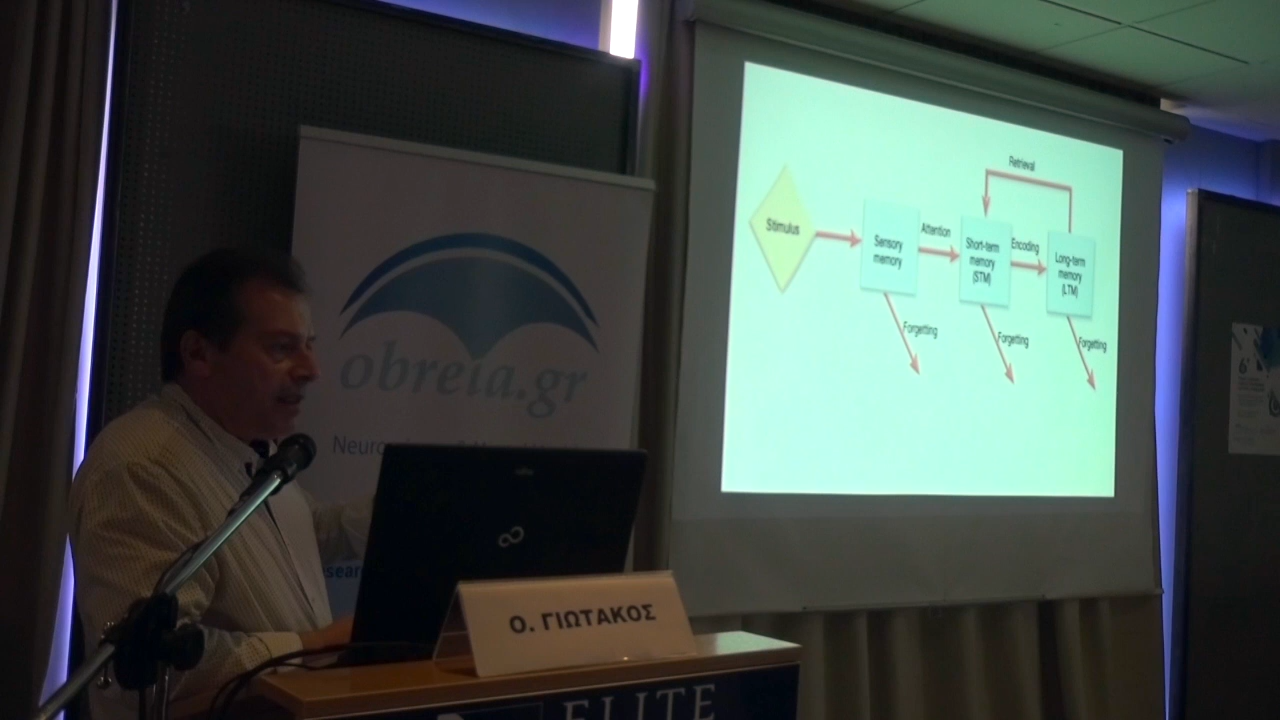 obreia.gr
Retrieval
Stimulus
Sensory
memory
Attention
Short-term
memory
(STM)
Encoding
Long-term
memory
(LTM)
Forgetting
Forgetting
Forgetting
Ο. ΓΙΩΤΑΚΟΣ
ELITE